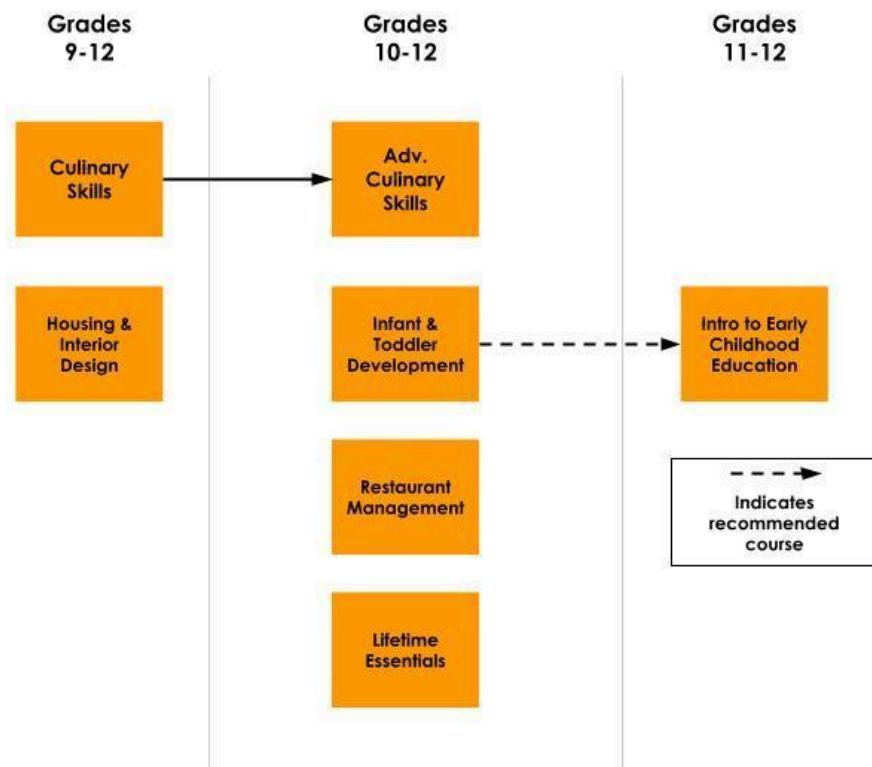 Grades
9-12
Grades
10-12
Grades
11-12
Culinary
Skills
Adv.
Culinary
Skills
Housing &
Interior
Design
Infant &
Toddler
Development
Intro to Early
Childhood
Education
Restaurant
Management
Indicates
recommended
course
Lifetime
Essentials